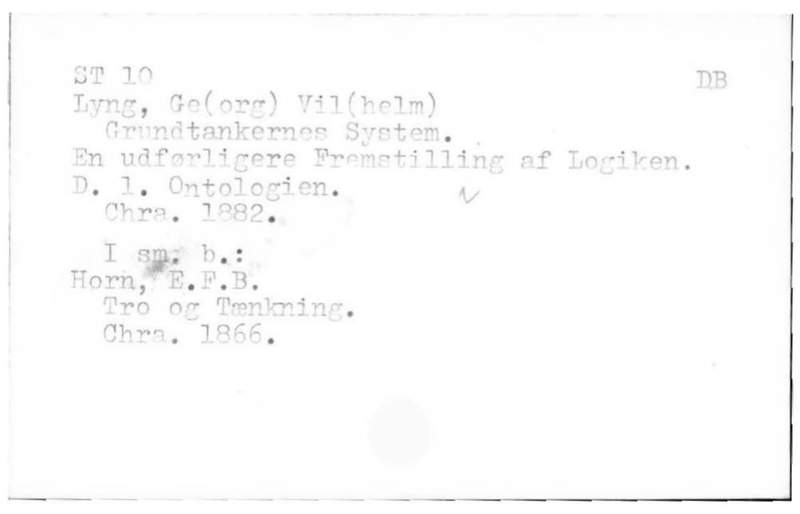 ST 10 DB
Lyng, Ge(org) Vil(helm)
Grundtankernes System.
En udførligere Fremstilling af Logiken.
D. 1. Ontologien.
Chra. 1882.
I sm. b.:
Horn, E.F.B.
Tro og Tænkning.
Chra. 1866.